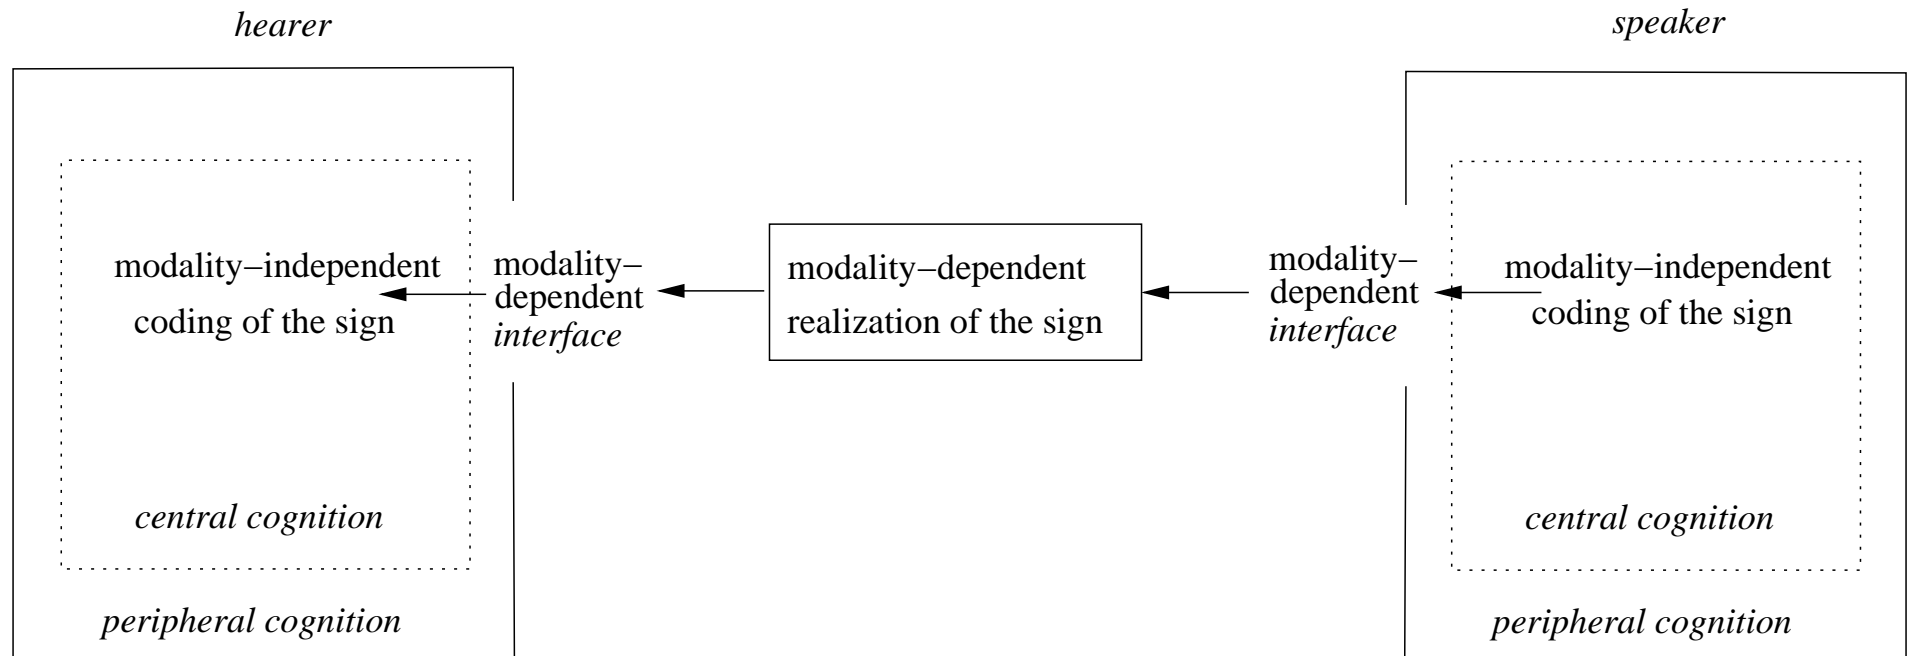 hearer
speaker
modality–independent
coding of the sign
modality–
dependent
interface
modality–dependent
realization of the sign
modality–
dependent
interface
modality–independent
coding of the sign
central cognition
central cognition
peripheral cognition
peripheral cognition